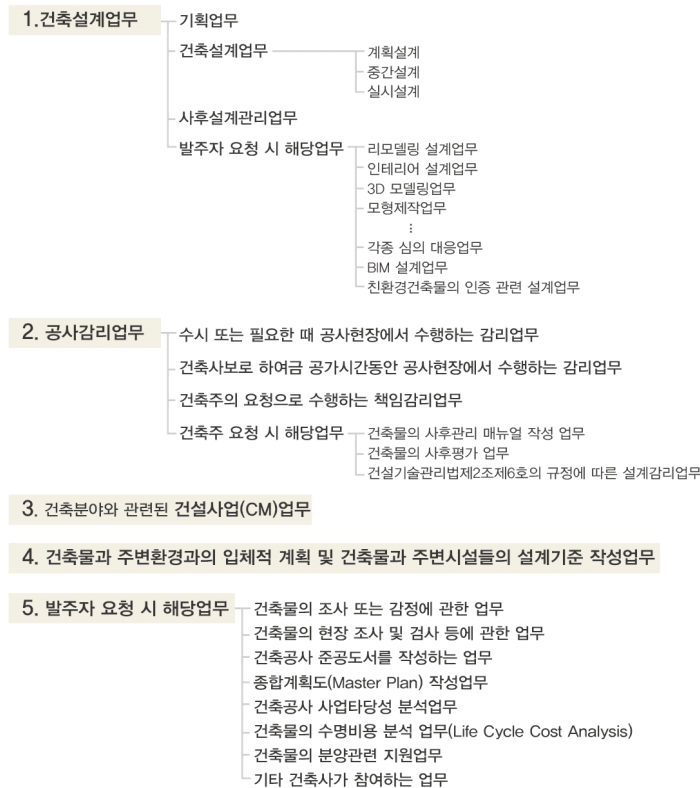 1.건축설계업무
기획업무
건축설계업무
계획설계
중간설계
실시설계
사후설계관리업무
발주자 요청 시 해당업무
리모델링 설계업무
인테리어 설계업무
3D 모델링업무
모형제작업무
⋮
각종 심의 대응업무
BIM 설계업무
친환경건축물의 인증 관련 설계업무
2. 공사감리업무
수시 또는 필요한 때 공사현장에서 수행하는 감리업무
건축사보로 하여금 공가시간동안 공사현장에서 수행하는 감리업무
건축주의 요청으로 수행하는 책임감리업무
건축주 요청 시 해당업무
건축물의 사후관리 매뉴얼 작성 업무
건축물의 사후평가 업무
건설기술관리법제2조제6호의 규정에 따른 설계감리업무
3. 건축분야와 관련된 건설사업(CM)업무
4. 건축물과 주변환경과의 입체적 계획 및 건축물과 주변시설들의 설계기준 작성업무
5. 발주자 요청 시 해당업무
건축물의 조사 또는 감정에 관한 업무
건축물의 현장 조사 및 검사 등에 관한 업무
건축공사 준공도서를 작성하는 업무
종합계획도(Master Plan) 작성업무
건축공사 사업타당성 분석업무
건축물의 수명비용 분석 업무(Life Cycle Cost Analysis)
건축물의 분양관련 지원업무
기타 건축사가 참여하는 업무